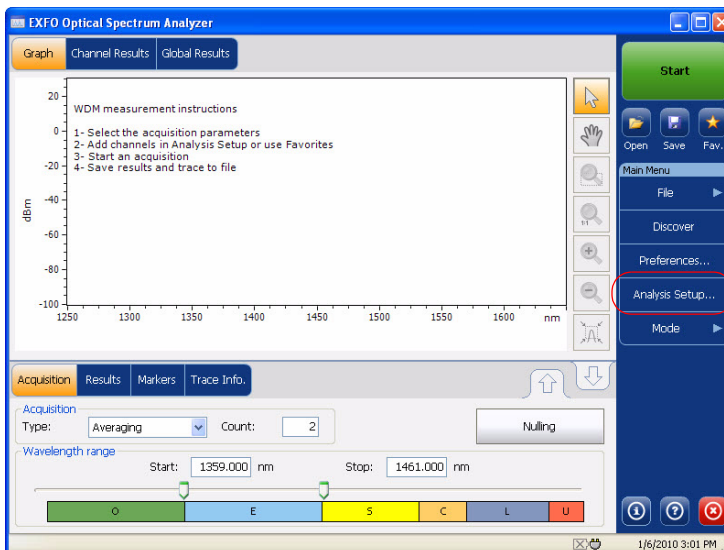 EXFO Optical Spectrum Analyzer
Graph
Channel Results
Global Results
Start
20
0
-20
-40
-60
-80
-100
dBm
WDM measurement instructions
1- Select the acquisition parameters
2- Add channels in Analysis Setup or use Favorites
3- Start an acquisition
4- Save results and trace to file
1250 1300 1350 1400 1450 1500 1550 1600 nm
1:1
Open Save Fav.
Main Menu
File
Discover
Preferences...
Analysis Setup...
Mode
Acquisition
Results
Markers
Trace Info.
Acquisition
Type: Averaging Count: 2
Nulling
Wavelength range
Start: 1359.000 nm Stop: 1461.000 nm
O E S C L U
1/6/2010 3:01 PM